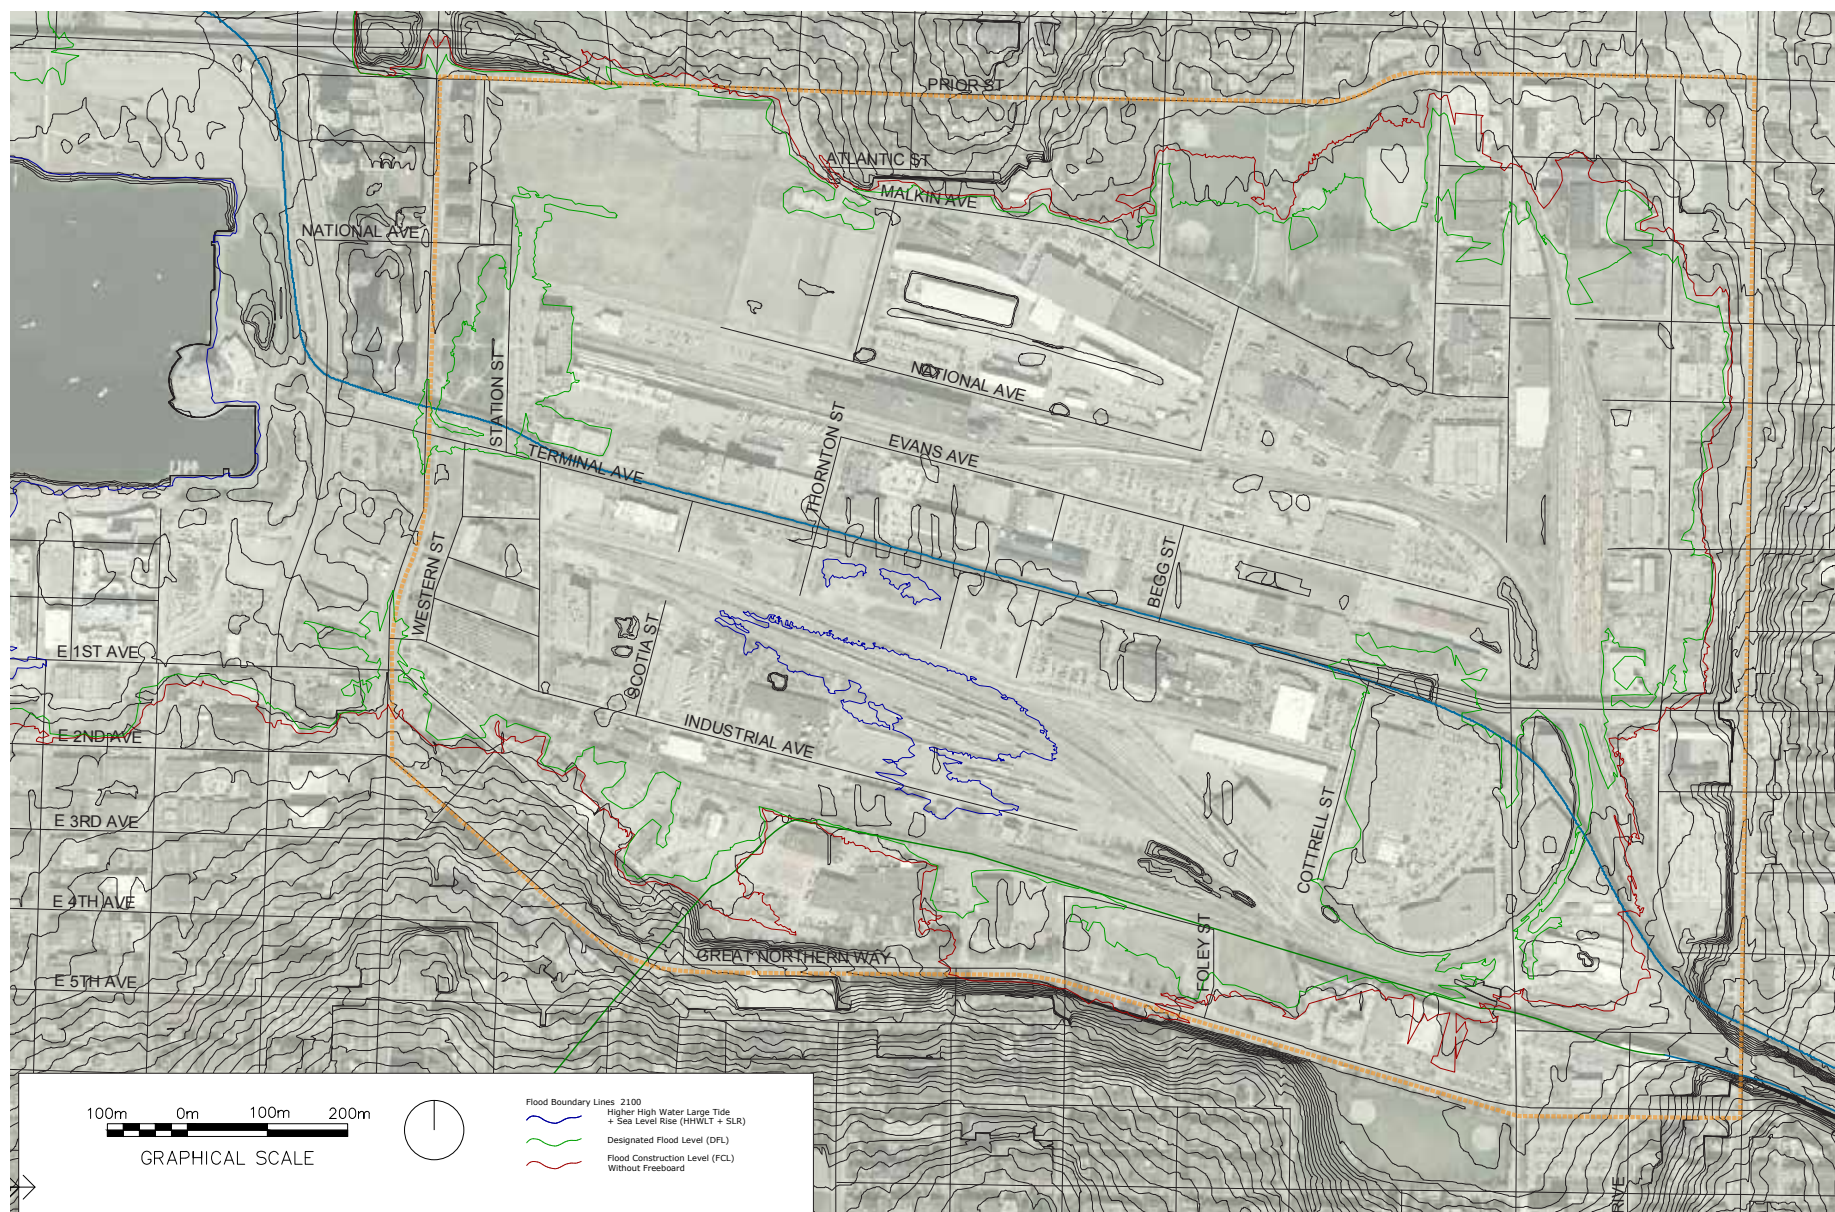 PRIOR ST
ATLANTIC ST
MALKIN AVE
NATIONAL AVE
STATION ST
NATIONAL AVE
THORNTON ST
EVANS AVE
TERMINAL AVE
WESTERN ST
BEGG ST
SCOTIA ST
E 1ST AVE
INDUSTRIAL AVE
E 2ND AVE
COTTRELL ST
E 3RD AVE
E 4TH AVE
FOLEY ST
GREAT NORTHERN WAY
E 5TH AVE
100m 0m 100m 200m
GRAPHICAL SCALE
Flood Boundary Lines 2100
Higher High Water Large Tide
+ Sea Level Rise (HHWLT + SLR)
Designated Flood Level (DFL)
Flood Construction Level (FCL)
Without Freeboard
RIVE